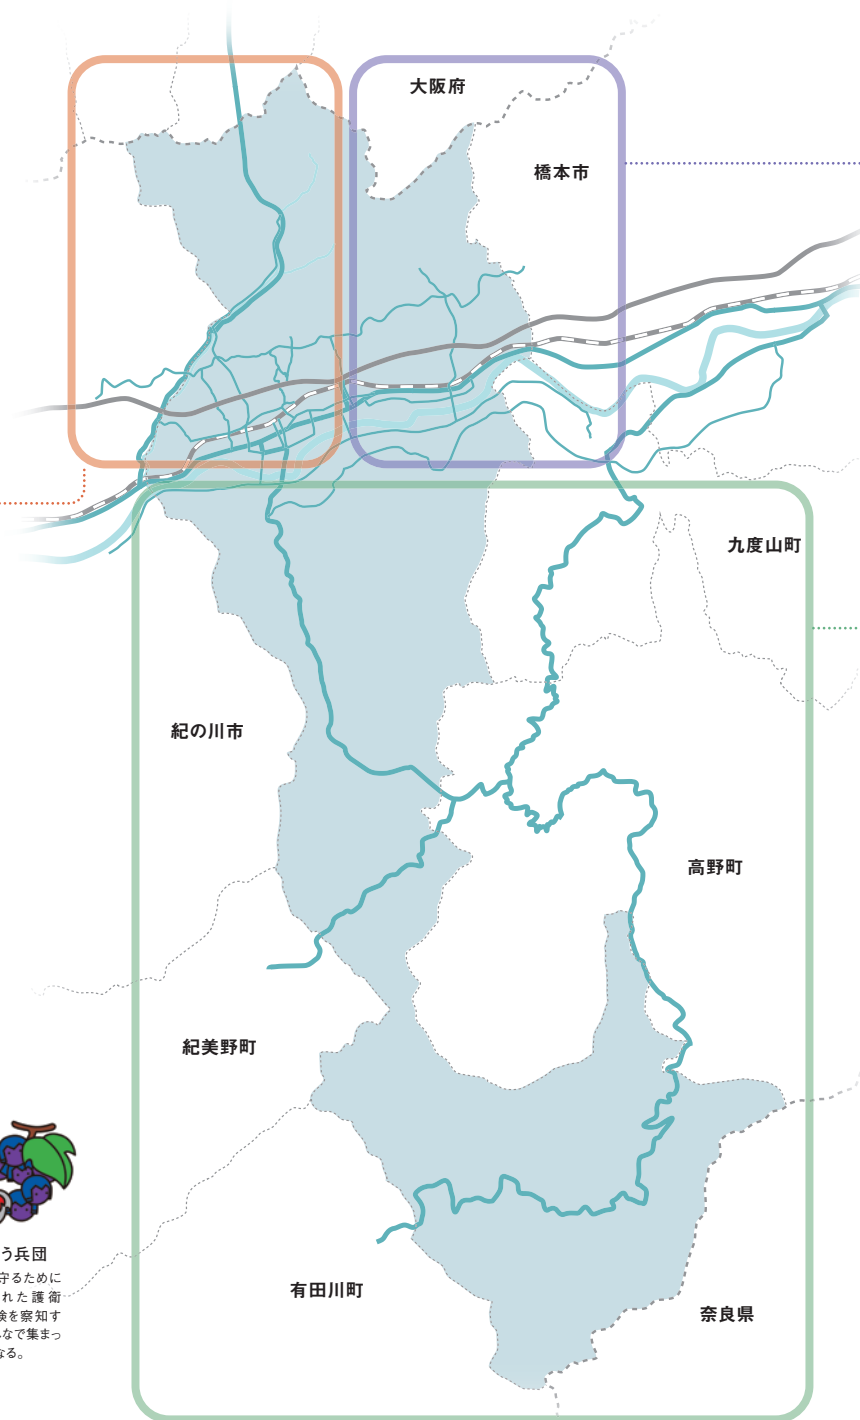 大阪府
橋本市
九度山町
紀の川市
高野町
紀美野町
う兵団
守るために
れた護衛
険を察知す
なで集まっ
なる。
有田川町
奈良県